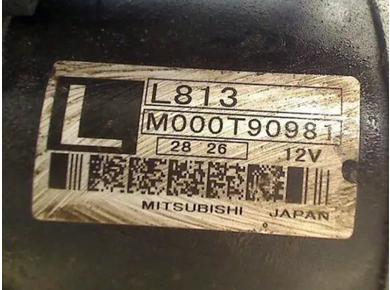 L
L813
M000T90981
28 26
12V
MITSUBISHI JAPAN